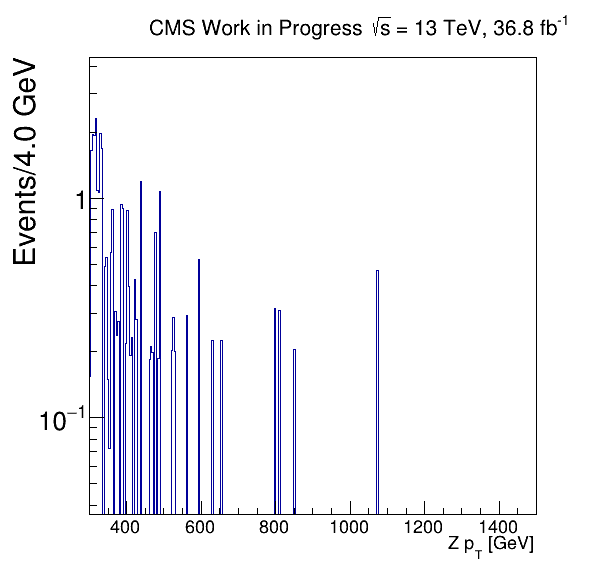 CMS Work in Progress √s = 13 TeV, 36.8 fb⁻¹
Events/4.0 GeV
1
10⁻¹
400 600 800 1000 1200 1400
Z p_T [GeV]